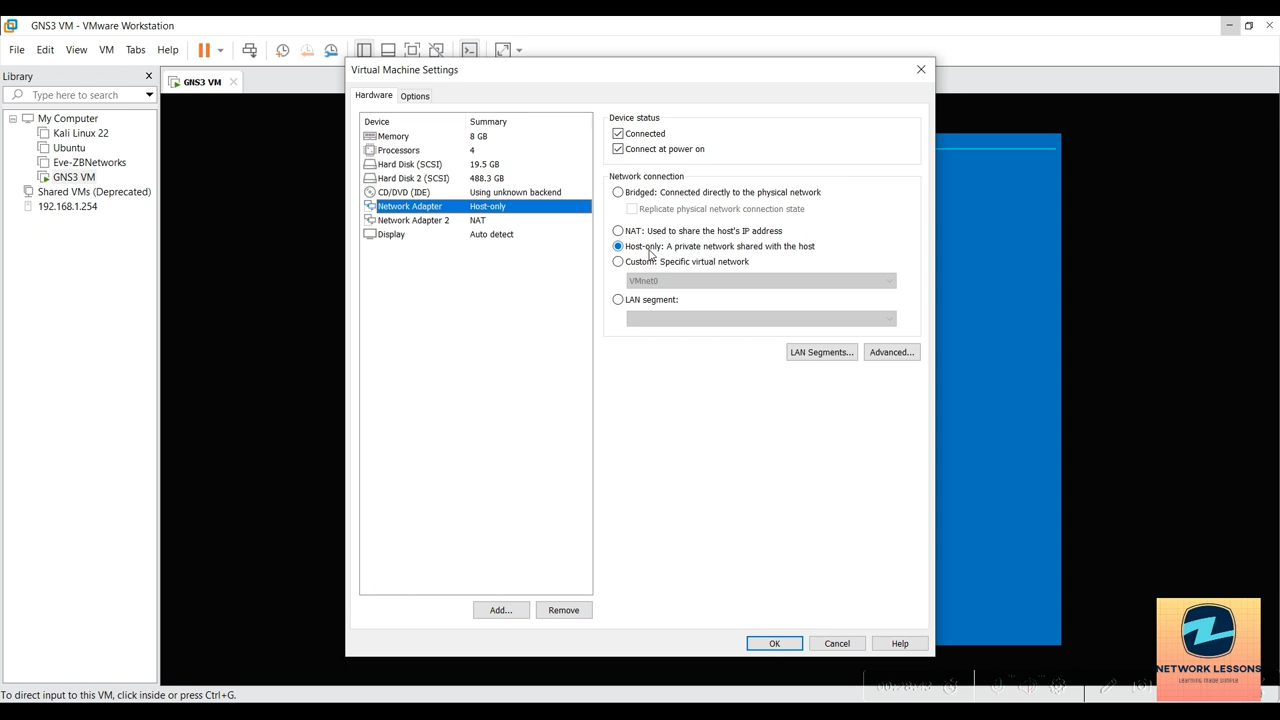 GNS3 VM - VMware Workstation
File Edit View VM Tabs Help
Library
Type here to search
My Computer
Kali Linux 22
Ubuntu
Eve-ZBNetworks
GNS3 VM
Shared VMs (Deprecated)
192.168.1.254
GNS3 VM
Virtual Machine Settings
Hardware Options
Device Summary
Memory 8 GB
Processors 4
Hard Disk (SCSI) 19.5 GB
Hard Disk 2 (SCSI) 488.3 GB
CD/DVD (IDE) Using unknown backend
Network Adapter Host-only
Network Adapter 2 NAT
Display Auto detect
Add... Remove
Device status
Connected
Connect at power on
Network connection
Bridged: Connected directly to the physical network
Replicate physical network connection state
NAT: Used to share the host's IP address
Host-only: A private network shared with the host
Custom: Specific virtual network
VMnet0
LAN segment:
LAN Segments... Advanced...
OK Cancel Help
To direct input to this VM, click inside or press Ctrl+G.
NETWORK LESSONS
LEARNING MADE SIMPLE